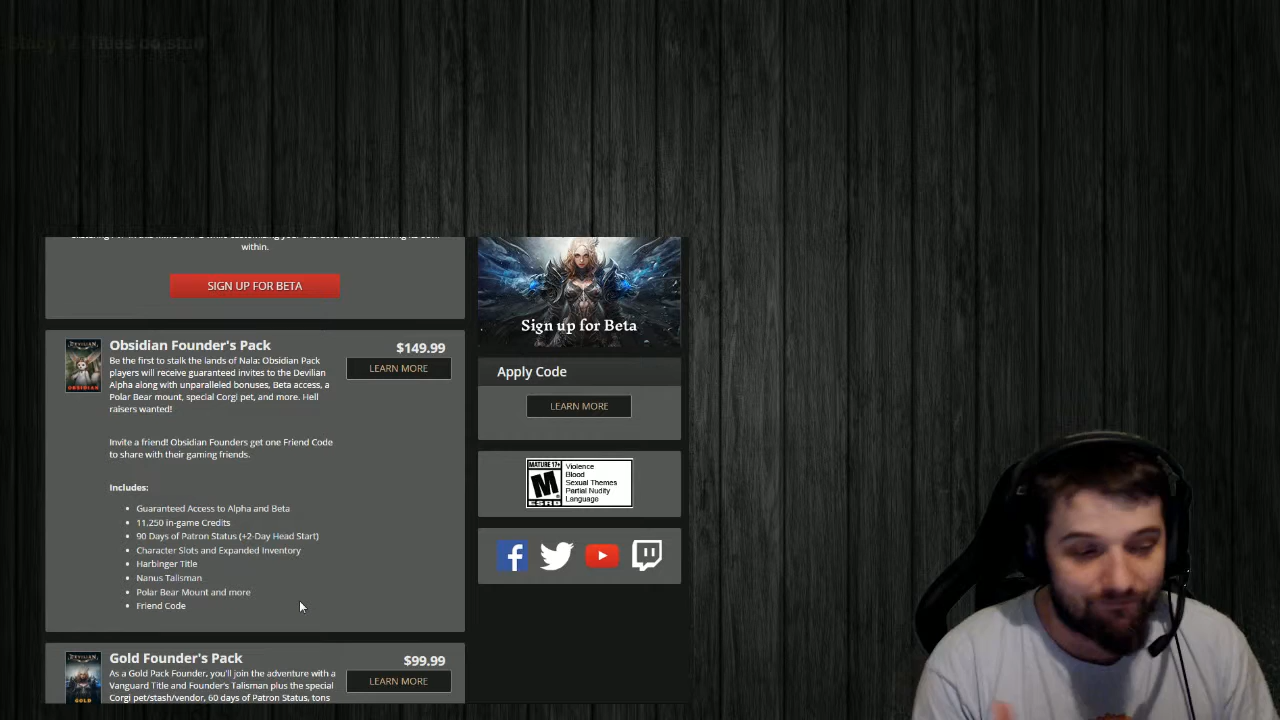 within.
SIGN UP FOR BETA
Sign up for Beta
Obsidian Founder's Pack
$149.99
Be the first to stalk the lands of Nala: Obsidian Pack
players will receive guaranteed invites to the Devilian
Alpha along with unparalleled bonuses, Beta access, a
Polar Bear mount, special Corgi pet, and more. Hell
raisers wanted!
LEARN MORE
DEVILIAN
OBSIDIAN
Invite a friend! Obsidian Founders get one Friend Code
to share with their gaming friends.
Includes:
Guaranteed Access to Alpha and Beta
11,250 in-game Credits
90 Days of Patron Status (+2-Day Head Start)
Character Slots and Expanded Inventory
Harbinger Title
Nanus Talisman
Polar Bear Mount and more
Friend Code
Gold Founder's Pack
$99.99
As a Gold Pack Founder, you'll join the adventure with a
Vanguard Title and Founder's Talisman plus the special
Corgi pet/stash/vendor, 60 days of Patron Status, tons
LEARN MORE
DEVILIAN
GOLD
Apply Code
LEARN MORE
MATURE 17+
M
ESRB
Violence
Blood
Sexual Themes
Partial Nudity
Language